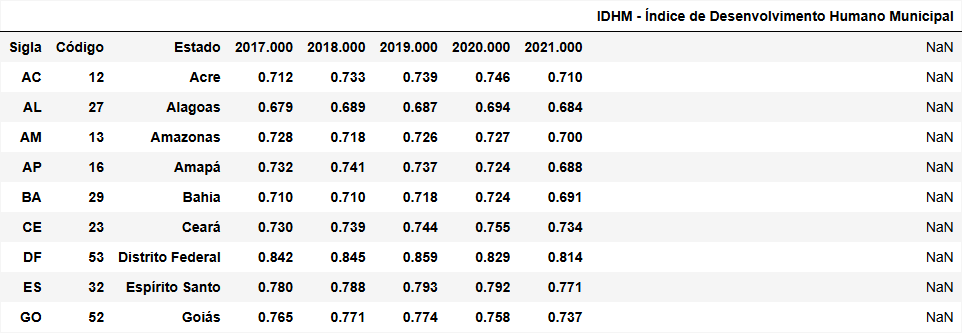 IDHM - Índice de Desenvolvimento Humano Municipal
Sigla Código Estado 2017.000 2018.000 2019.000 2020.000 2021.000 NaN
AC 12 Acre 0.712 0.733 0.739 0.746 0.710 NaN
AL 27 Alagoas 0.679 0.689 0.687 0.694 0.684 NaN
AM 13 Amazonas 0.728 0.718 0.726 0.727 0.700 NaN
AP 16 Amapá 0.732 0.741 0.737 0.724 0.688 NaN
BA 29 Bahia 0.710 0.710 0.718 0.724 0.691 NaN
CE 23 Ceará 0.730 0.739 0.744 0.755 0.734 NaN
DF 53 Distrito Federal 0.842 0.845 0.859 0.829 0.814 NaN
ES 32 Espírito Santo 0.780 0.788 0.793 0.792 0.771 NaN
GO 52 Goiás 0.765 0.771 0.774 0.758 0.737 NaN